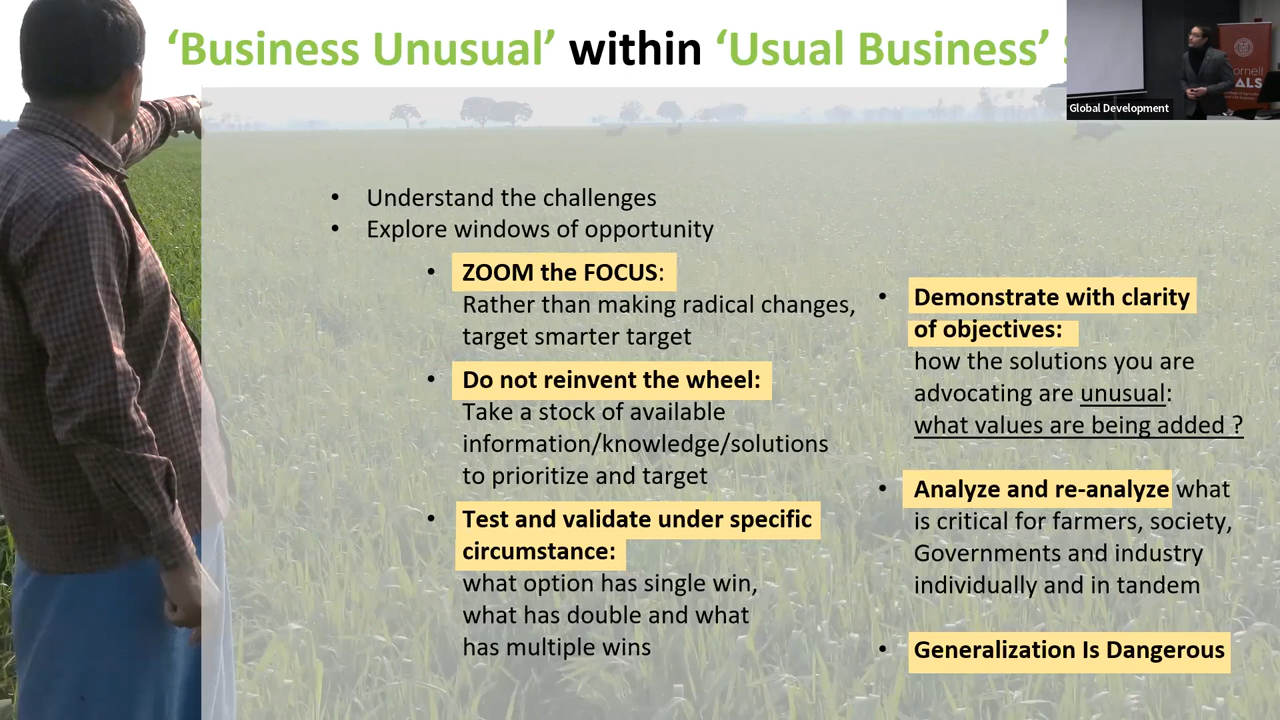 ‘Business Unusual’ within ‘Usual Business’
ALS
Global Development
• Understand the challenges
• Explore windows of opportunity
• ZOOM the FOCUS:
Rather than making radical changes,
target smarter target
• Do not reinvent the wheel:
Take a stock of available
information/knowledge/solutions
to prioritize and target
• Test and validate under specific
circumstance:
what option has single win,
what has double and what
has multiple wins
• Demonstrate with clarity
of objectives:
how the solutions you are
advocating are unusual:
what values are being added ?
• Analyze and re-analyze what
is critical for farmers, society,
Governments and industry
individually and in tandem
• Generalization Is Dangerous